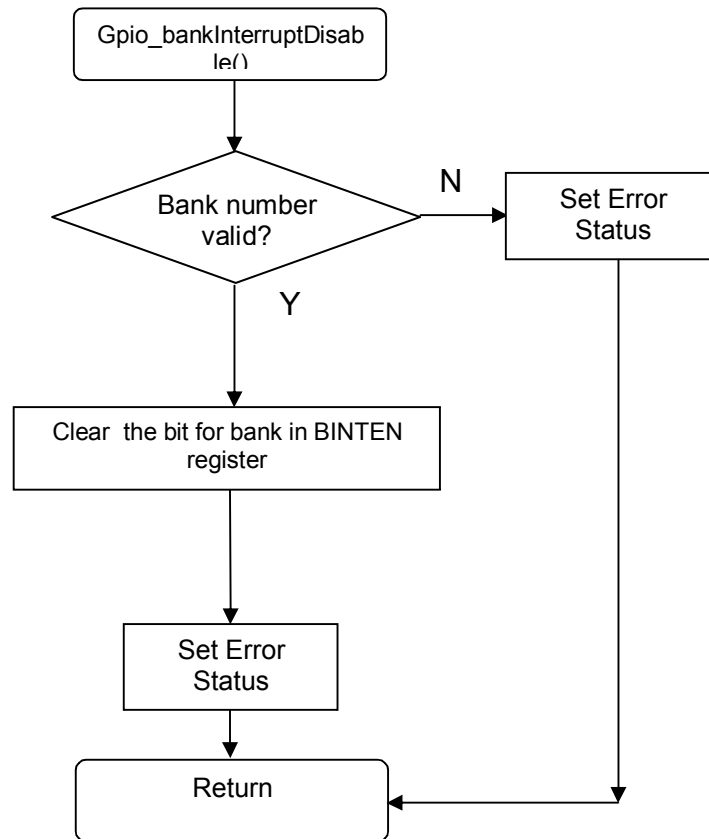 Gpio_bankInterruptDisab
le()
Bank number
valid?
N
Set Error
Status
Y
Clear the bit for bank in BINTEN
register
Set Error
Status
Return